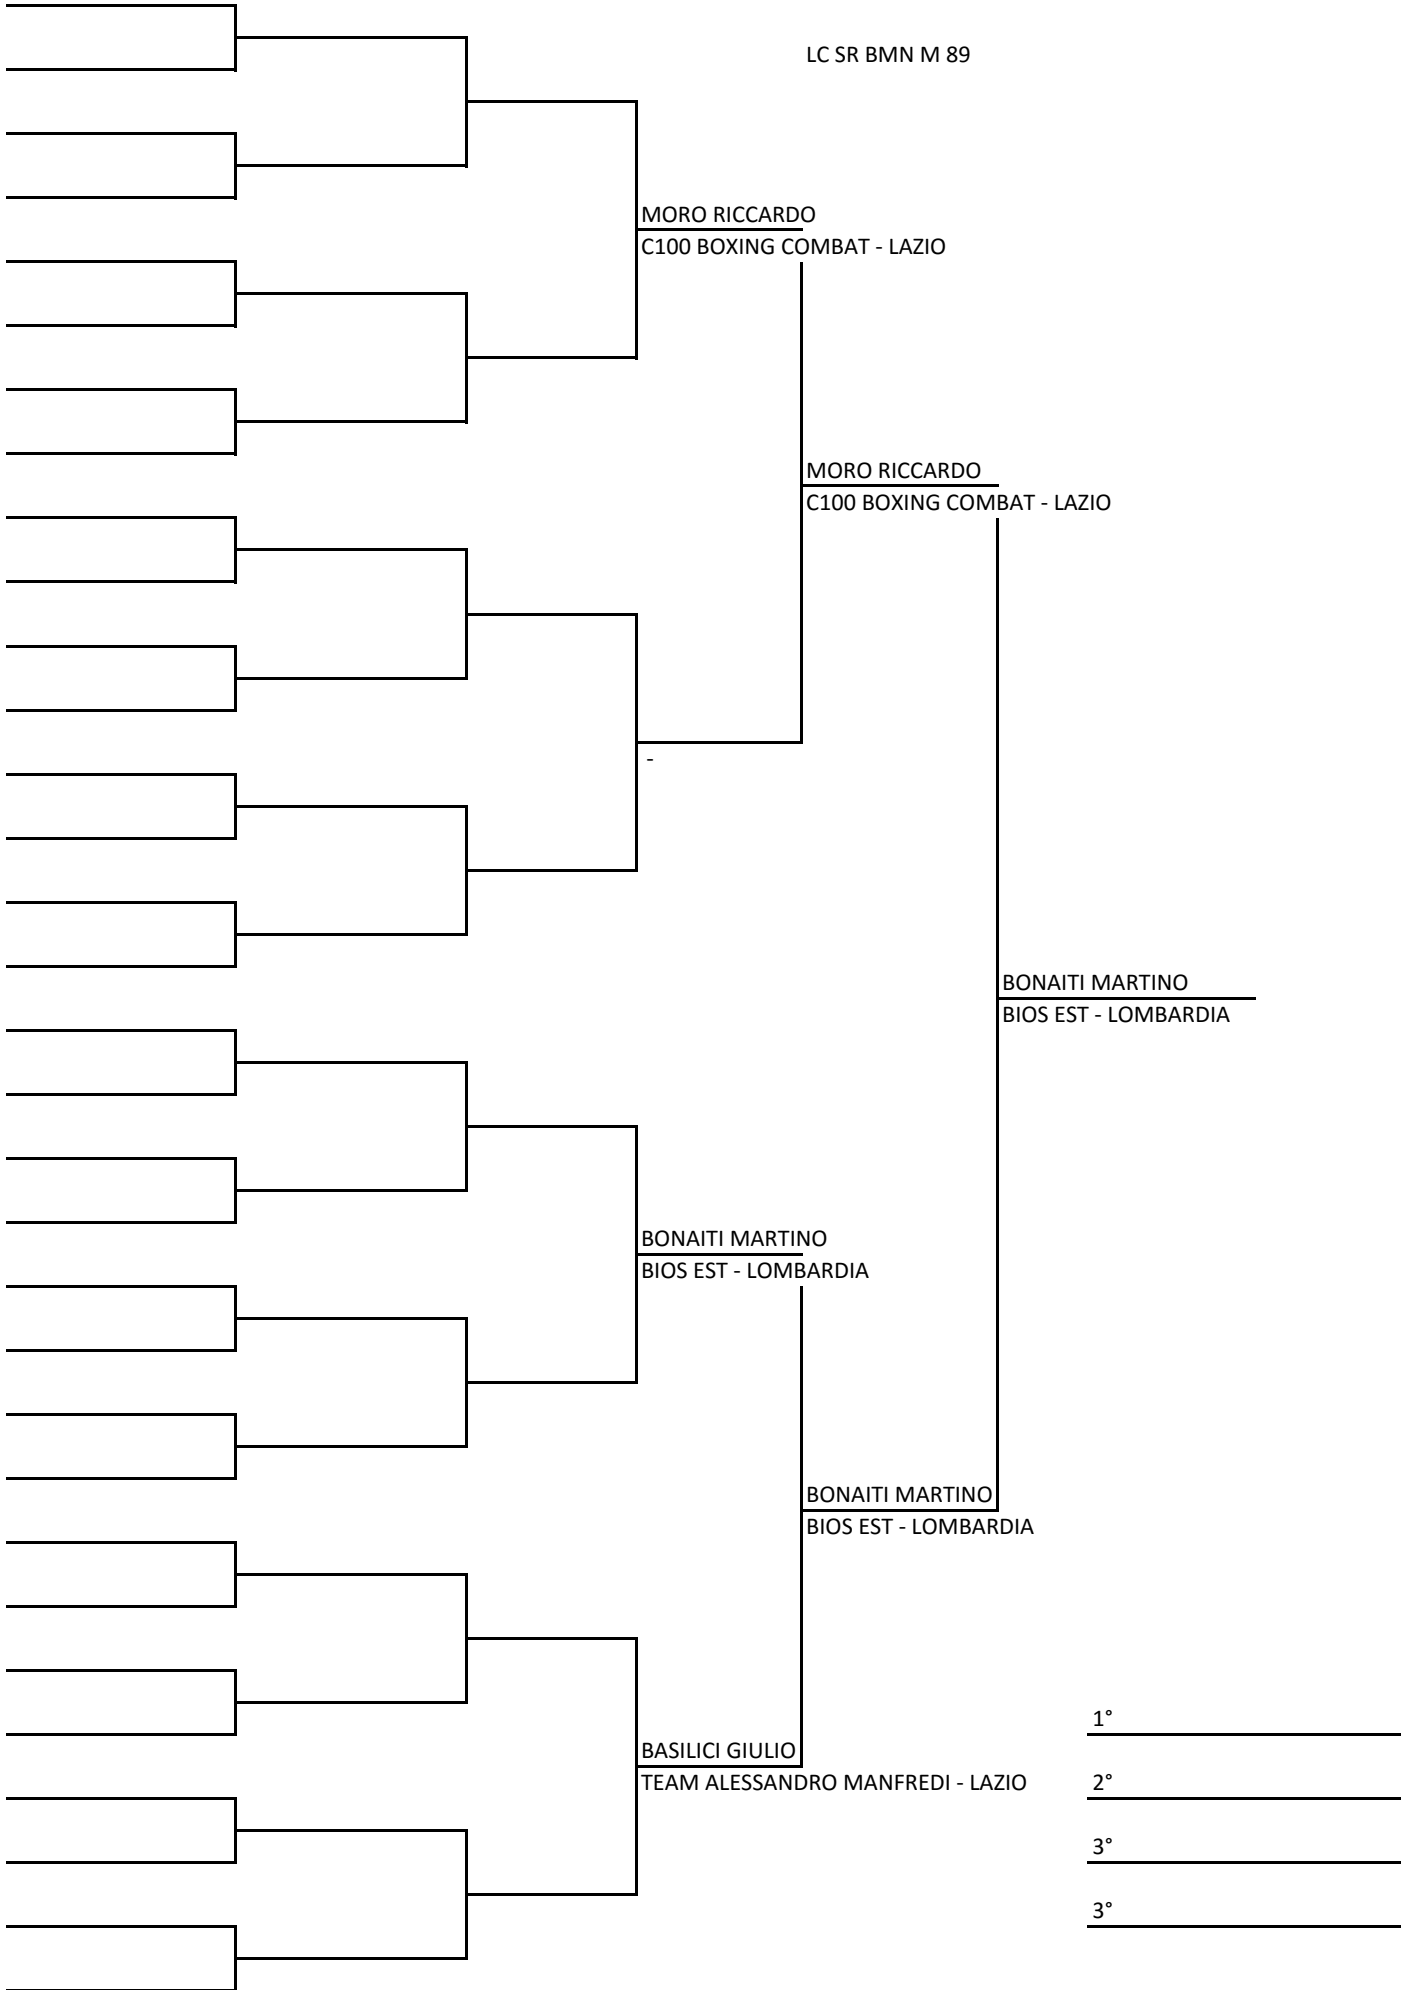 LC SR BMN M 89
MORO RICCARDO
C100 BOXING COMBAT - LAZIO
MORO RICCARDO
C100 BOXING COMBAT - LAZIO
-
BONAITI MARTINO
BIOS EST - LOMBARDIA
BONAITI MARTINO
BIOS EST - LOMBARDIA
BONAITI MARTINO
BIOS EST - LOMBARDIA
BASILICI GIULIO
TEAM ALESSANDRO MANFREDI - LAZIO
1°
2°
3°
3°